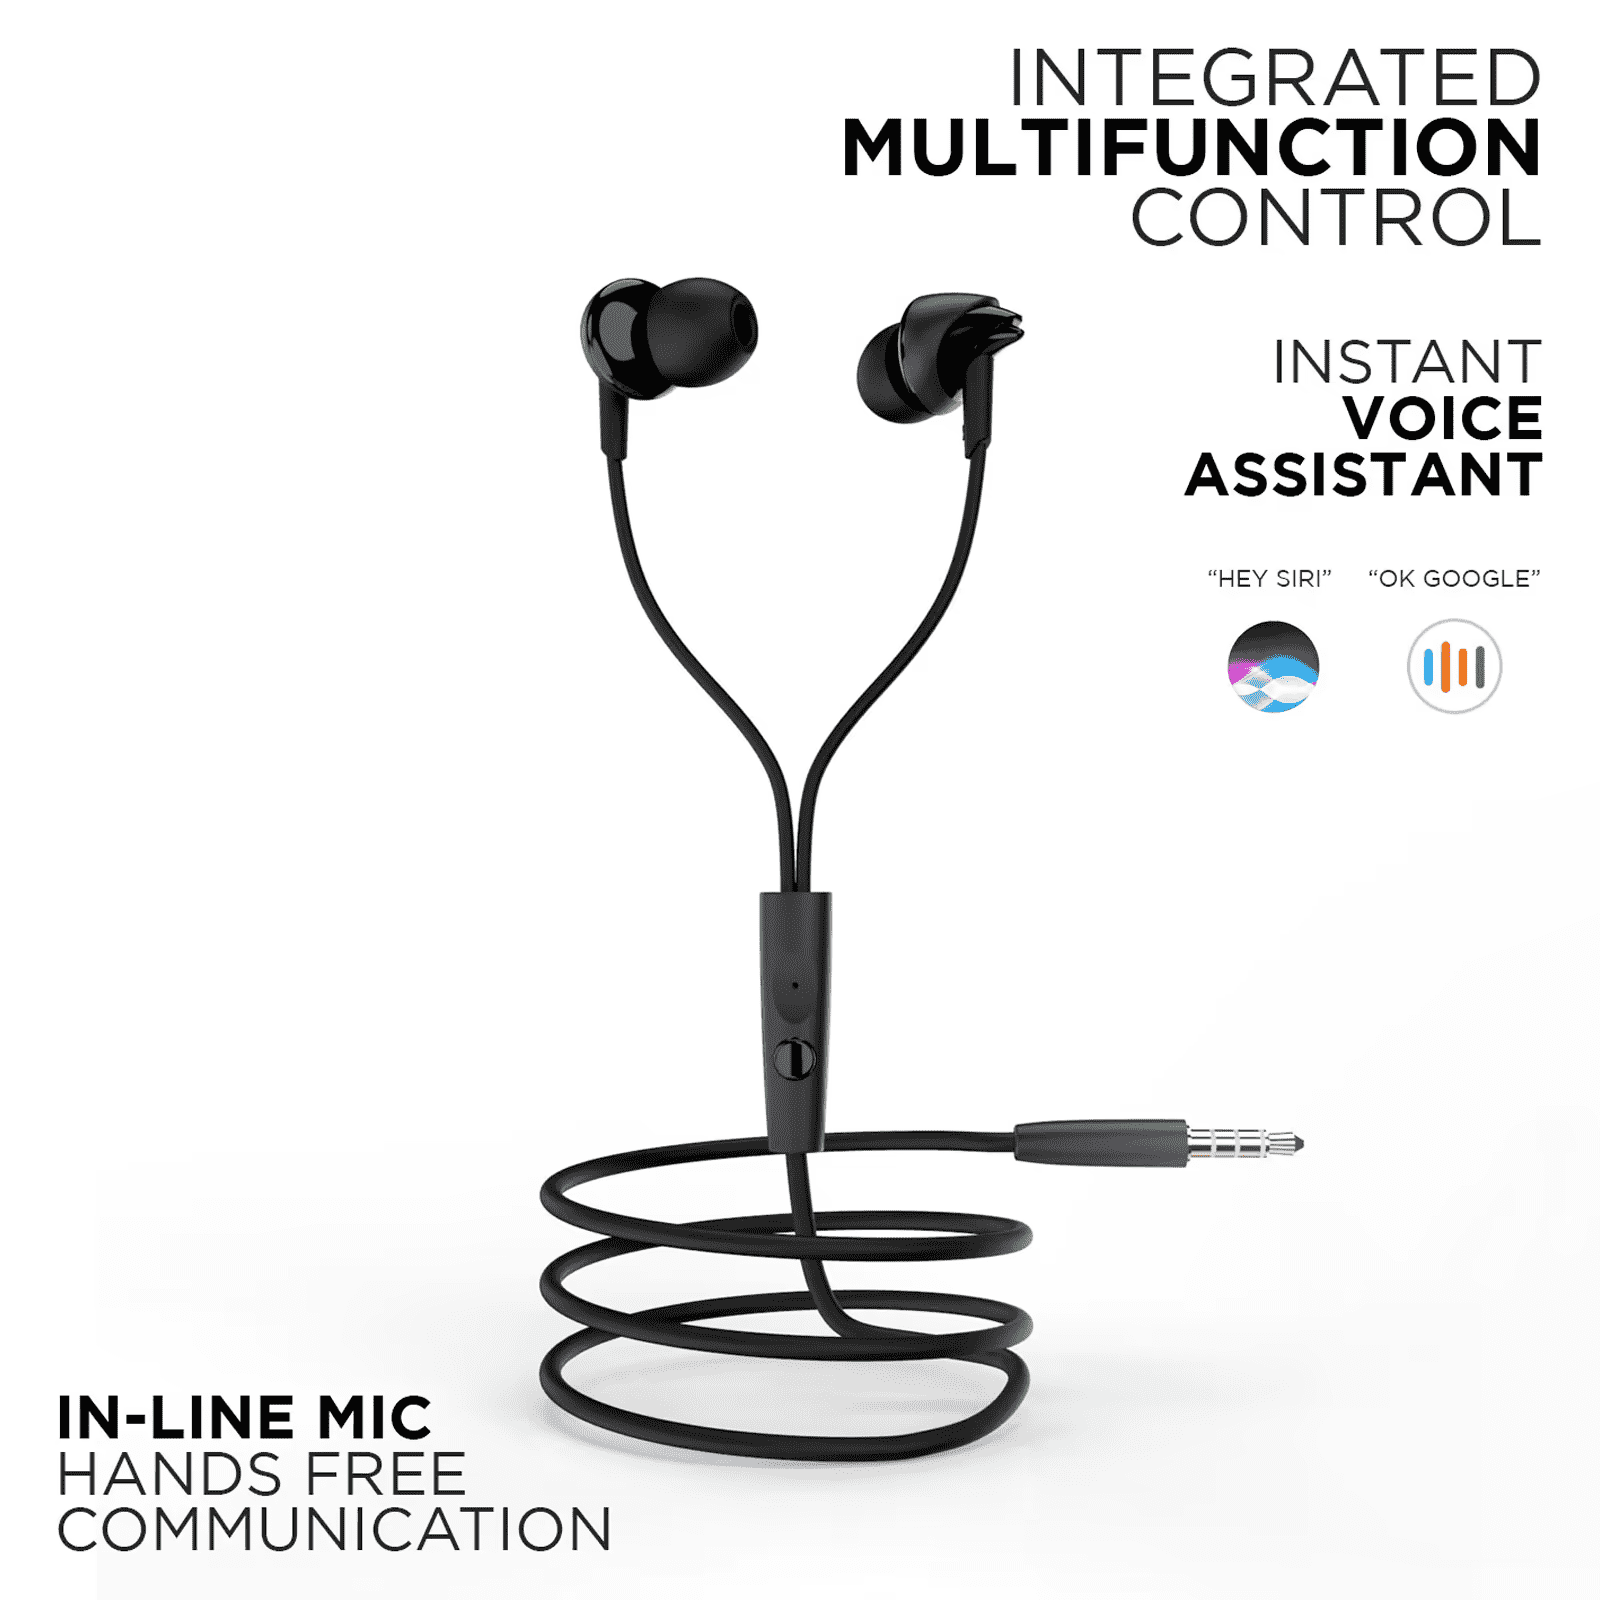 INTEGRATED
MULTIFUNCTION
CONTROL
INSTANT
VOICE
ASSISTANT
“HEY SIRI” “OK GOOGLE”
IN-LINE MIC
HANDS FREE
COMMUNICATION